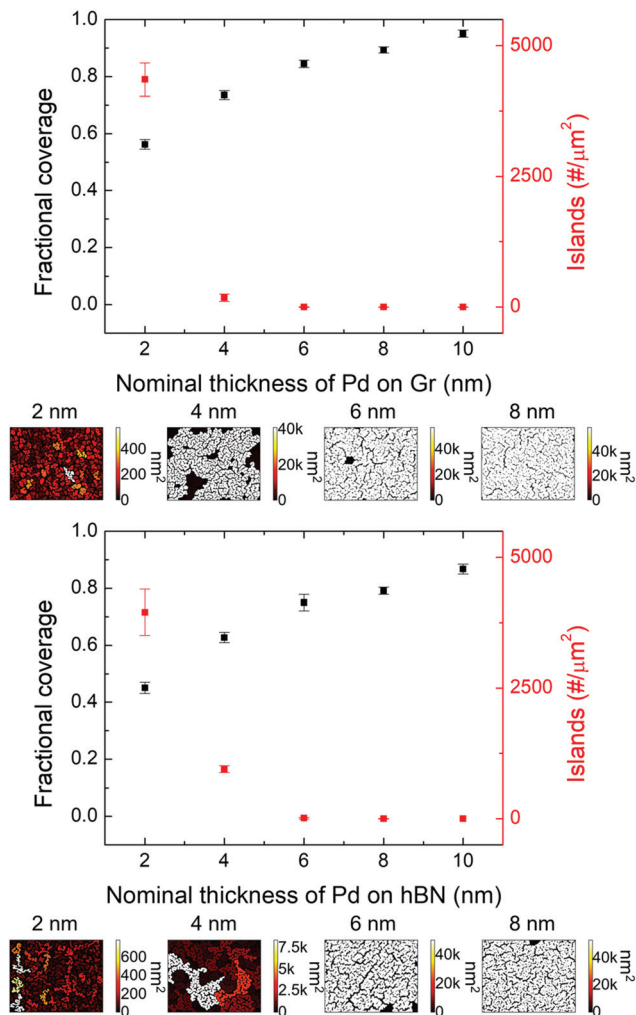 1.0
0.8
0.6
0.4
0.2
0.0
Fractional coverage
5000
2500
0
Islands (#/μm²)
2 4 6 8 10
Nominal thickness of Pd on Gr (nm)
2 nm 4 nm 6 nm 8 nm
400
200
0
nm²
40k
20k
0
nm²
40k
20k
0
nm²
40k
20k
0
nm²
1.0
0.8
0.6
0.4
0.2
0.0
Fractional coverage
5000
2500
0
Islands (#/μm²)
2 4 6 8 10
Nominal thickness of Pd on hBN (nm)
2 nm 4 nm 6 nm 8 nm
600
400
200
0
nm²
7.5k
5k
2.5k
0
nm²
40k
20k
0
nm²
40k
20k
0
nm²